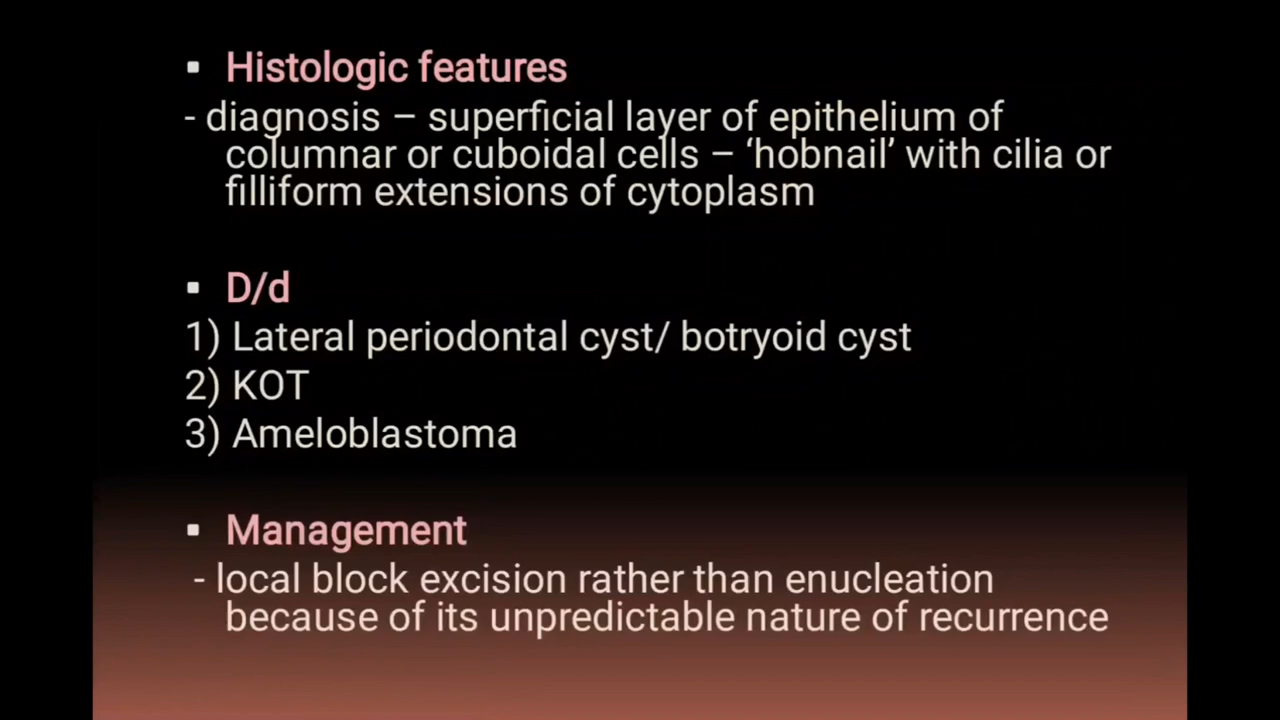 ▪ Histologic features
- diagnosis – superficial layer of epithelium of
columnar or cuboidal cells – ‘hobnail’ with cilia or
filliform extensions of cytoplasm
▪ D/d
1) Lateral periodontal cyst/ botryoid cyst
2) KOT
3) Ameloblastoma
▪ Management
- local block excision rather than enucleation
because of its unpredictable nature of recurrence